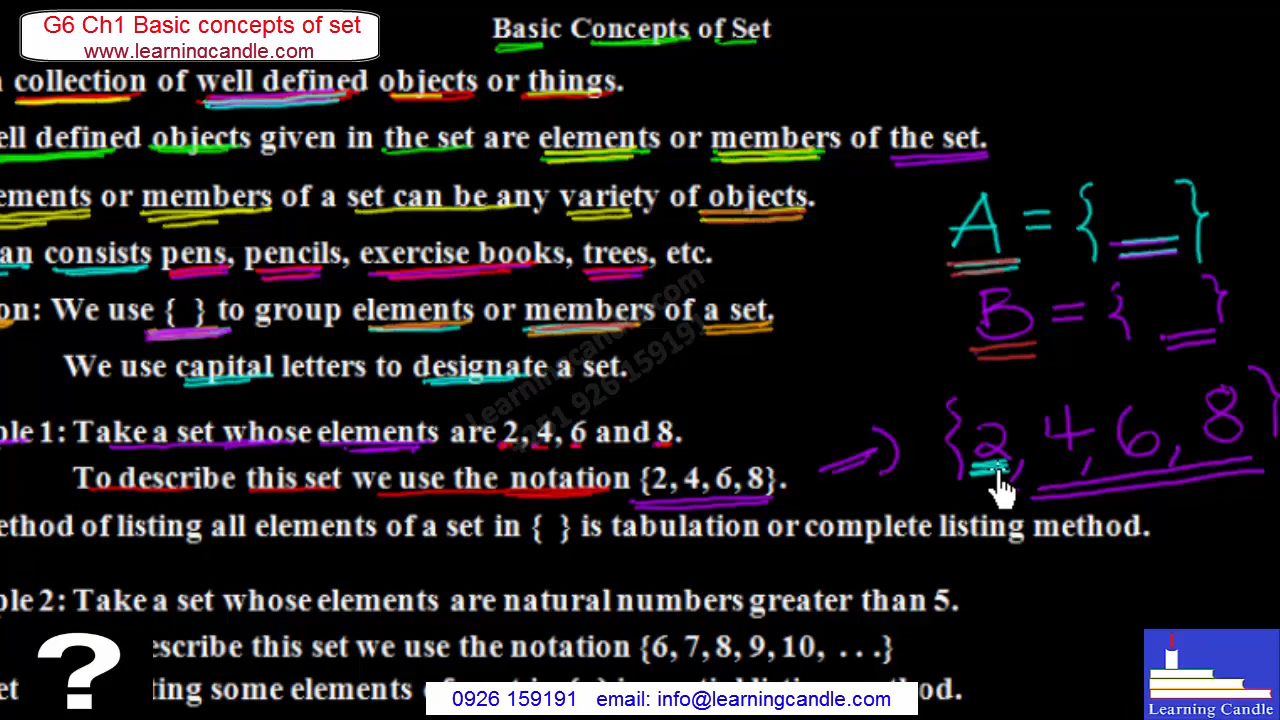 G6 Ch1 Basic concepts of set
www.learningcandle.com
Basic Concepts of Set
collection of well defined objects or things.
ell defined objects given in the set are elements or members of the set.
ements or members of a set can be any variety of objects.
an consists pens, pencils, exercise books, trees, etc.
on: We use { } to group elements or members of a set.
We use capital letters to designate a set.
ple 1: Take a set whose elements are 2, 4, 6 and 8.
To describe this set we use the notation {2, 4, 6, 8}.
ethod of listing all elements of a set in { } is tabulation or complete listing method.
ple 2: Take a set whose elements are natural numbers greater than 5.
escribe this set we use the notation {6, 7, 8, 9, 10, . . .}
ting some elements
A = { }
B = { }
⇒ {2, 4, 6, 8}
?
0926 159191 email: info@learningcandle.com
Learning Candle